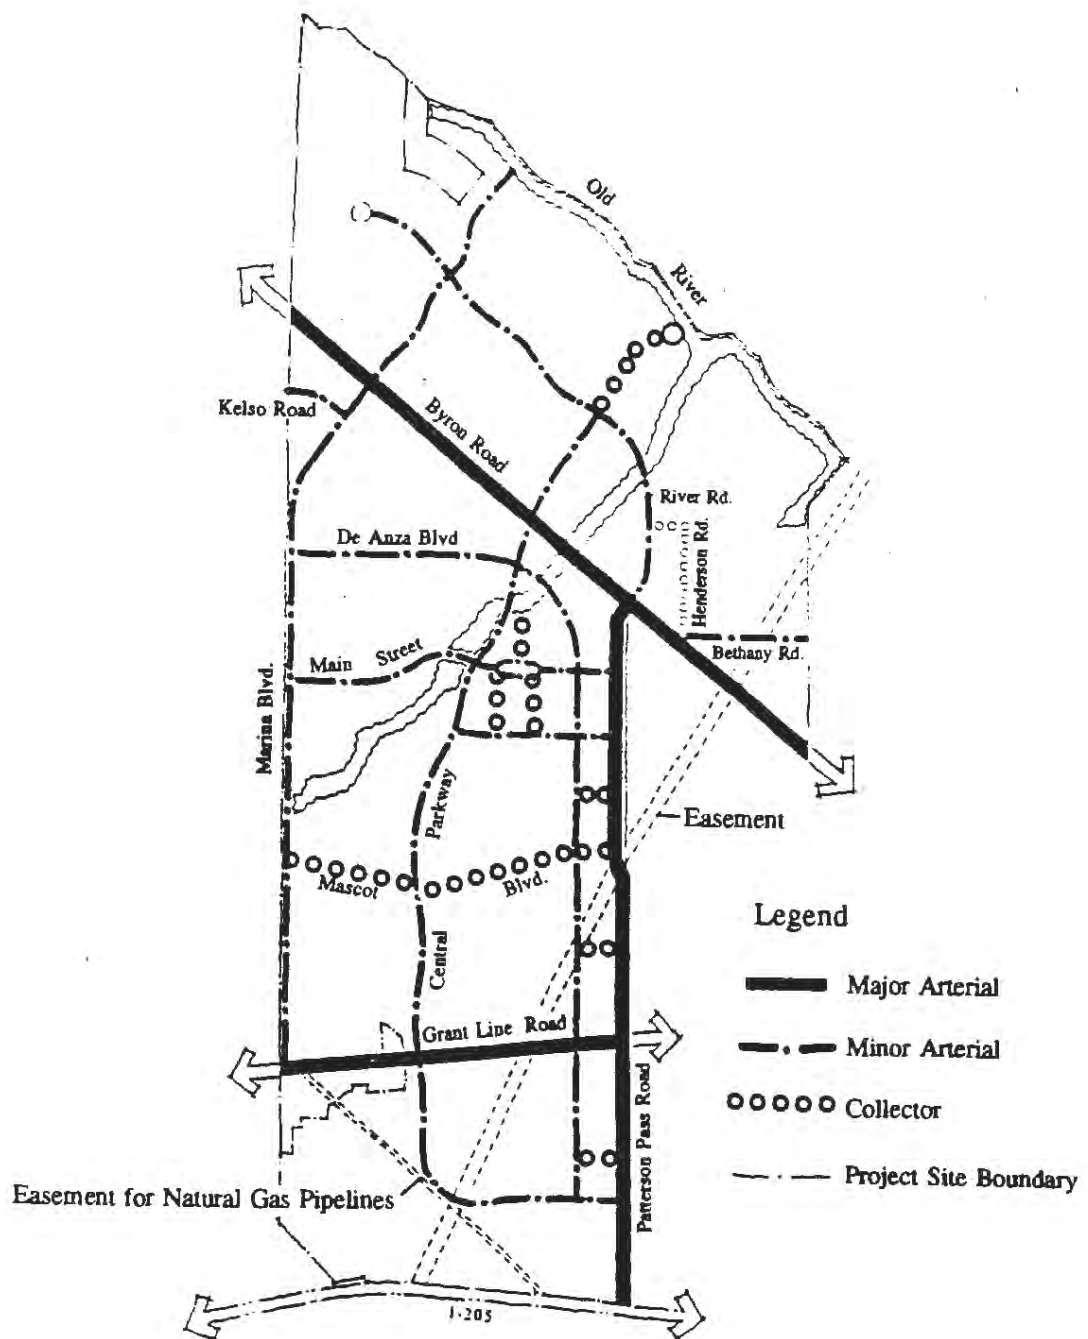 Old
River
Kelso Road
Byron Road
River Rd.
Henderson Rd.
De Anza Blvd
Bethany Rd.
Main Street
Marina Blvd.
Parkway
Easement
Mascot Blvd.
Central
Legend
Major Arterial
Grant Line Road
Minor Arterial
Patterson Pass Road
Collector
Project Site Boundary
Easement for Natural Gas Pipelines
I-205